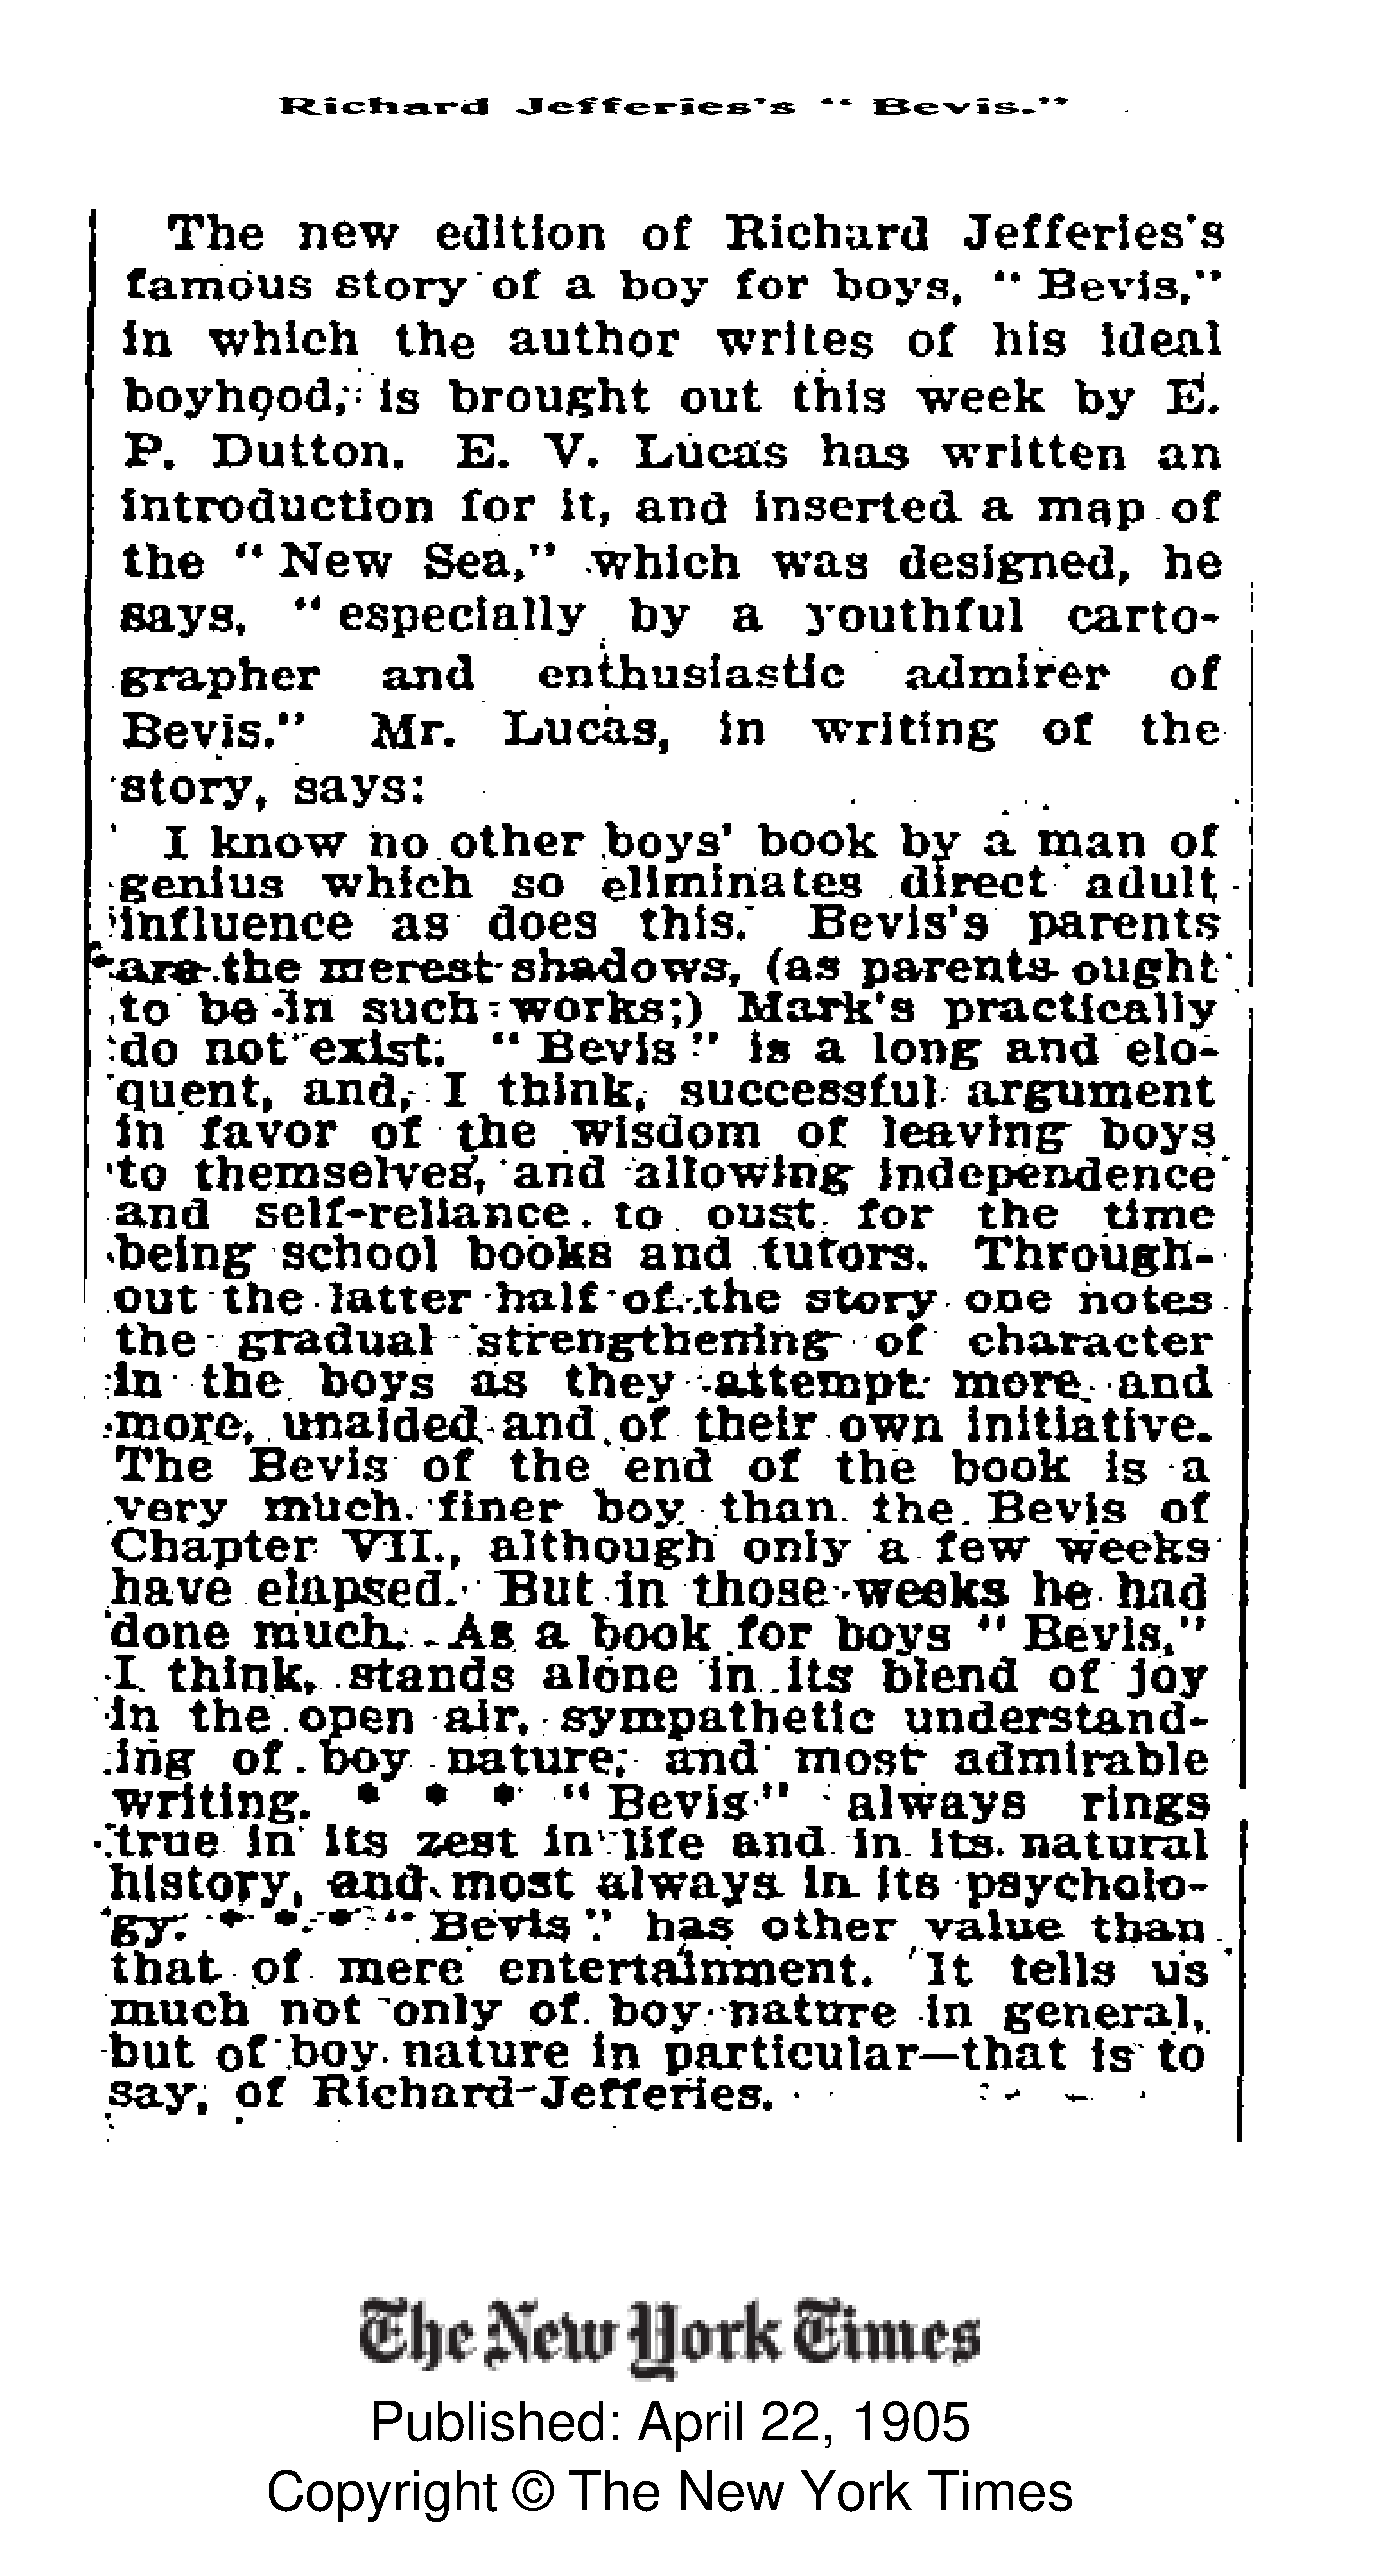 Richard Jefferies's “ Bevis.”
The new edition of Richard Jefferies's
famous story of a boy for boys, “ Bevis,”
in which the author writes of his ideal
boyhood, is brought out this week by E.
P. Dutton. E. V. Lucas has written an
introduction for it, and inserted a map of
the “ New Sea,” which was designed, he
says, “ especially by a youthful carto-
grapher and enthusiastic admirer of
Bevis.” Mr. Lucas, in writing of the
story, says:
I know no other boys' book by a man of
genius which so eliminates direct adult
influence as does this. Bevis's parents
are the merest shadows, (as parents ought
to be in such works;) Mark's practically
do not exist. “ Bevis ” is a long and elo-
quent, and, I think, successful argument
in favor of the wisdom of leaving boys
to themselves, and allowing independence
and self-reliance to oust for the time
being school books and tutors. Through-
out the latter half of the story one notes
the gradual strengthening of character
in the boys as they attempt more and
more, unaided and of their own initiative.
The Bevis of the end of the book is a
very much finer boy than the Bevis of
Chapter VII., although only a few weeks
have elapsed. But in those weeks he had
done much. As a book for boys “ Bevis,”
I think, stands alone in its blend of joy
in the open air, sympathetic understand-
ing of boy nature, and most admirable
writing. * * * “ Bevis ” always rings
true in its zest in life and in its natural
history, and most always in its psycholo-
gy. * * * “ Bevis ” has other value than
that of mere entertainment. It tells us
much not only of boy nature in general,
but of boy nature in particular—that is to
say, of Richard Jefferies.
The New York Times
Published: April 22, 1905
Copyright © The New York Times